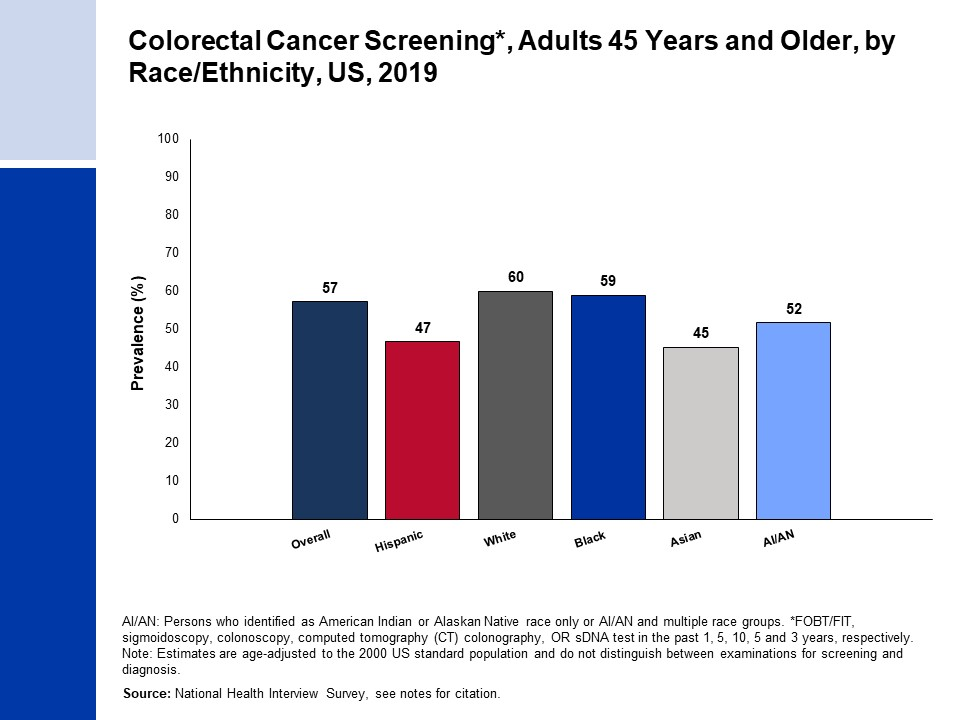 Colorectal Cancer Screening*, Adults 45 Years and Older, by
Race/Ethnicity, US, 2019
Prevalence (%)
100
90
80
70
60
50
40
30
20
10
0
57
47
60
59
45
52
Overall
Hispanic
White
Black
Asian
AI/AN
AI/AN: Persons who identified as American Indian or Alaskan Native race only or AI/AN and multiple race groups. *FOBT/FIT,
sigmoidoscopy, colonoscopy, computed tomography (CT) colonography, OR sDNA test in the past 1, 5, 10, 5 and 3 years, respectively.
Note: Estimates are age-adjusted to the 2000 US standard population and do not distinguish between examinations for screening and
diagnosis.
Source: National Health Interview Survey, see notes for citation.